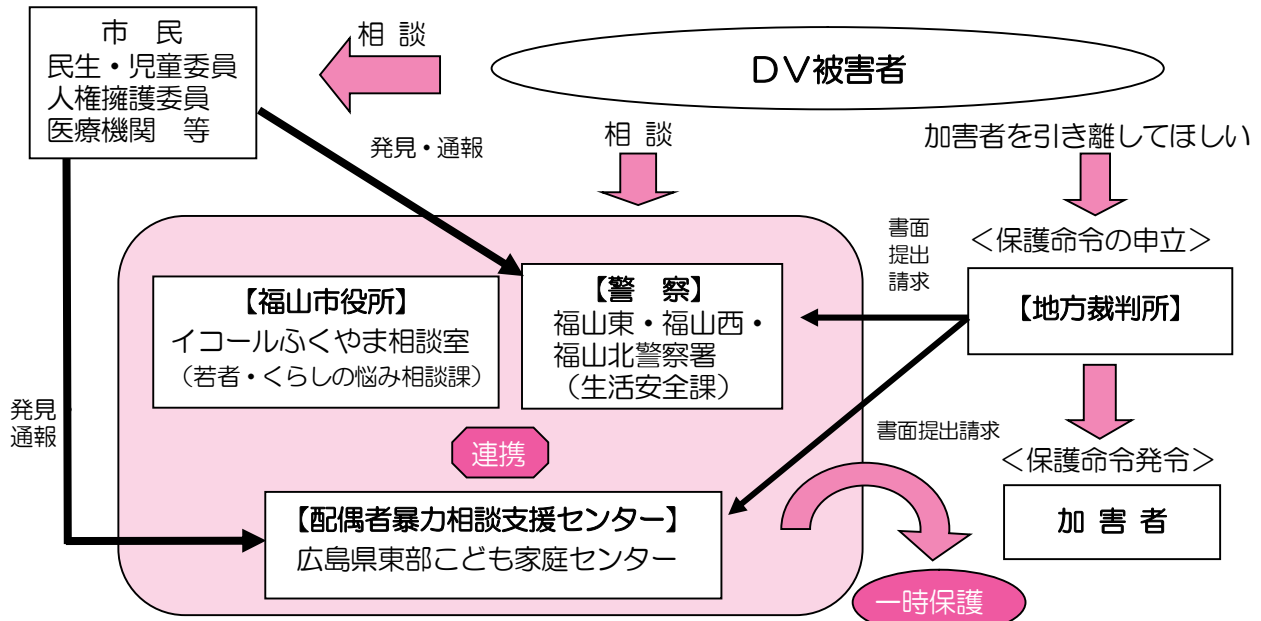 市　民
民生・児童委員
人権擁護委員
医療機関　等
相 談
ＤＶ被害者
発見・通報
相 談
加害者を引き離してほしい
書面
提出
請求
＜保護命令の申立＞
【福山市役所】
イコールふくやま相談室
（若者・くらしの悩み相談課）
【警　察】
福山東・福山西・
福山北警察署
（生活安全課）
【地方裁判所】
発見
通報
連携
書面提出請求
＜保護命令発令＞
加 害 者
【配偶者暴力相談支援センター】
広島県東部こども家庭センター
一時保護